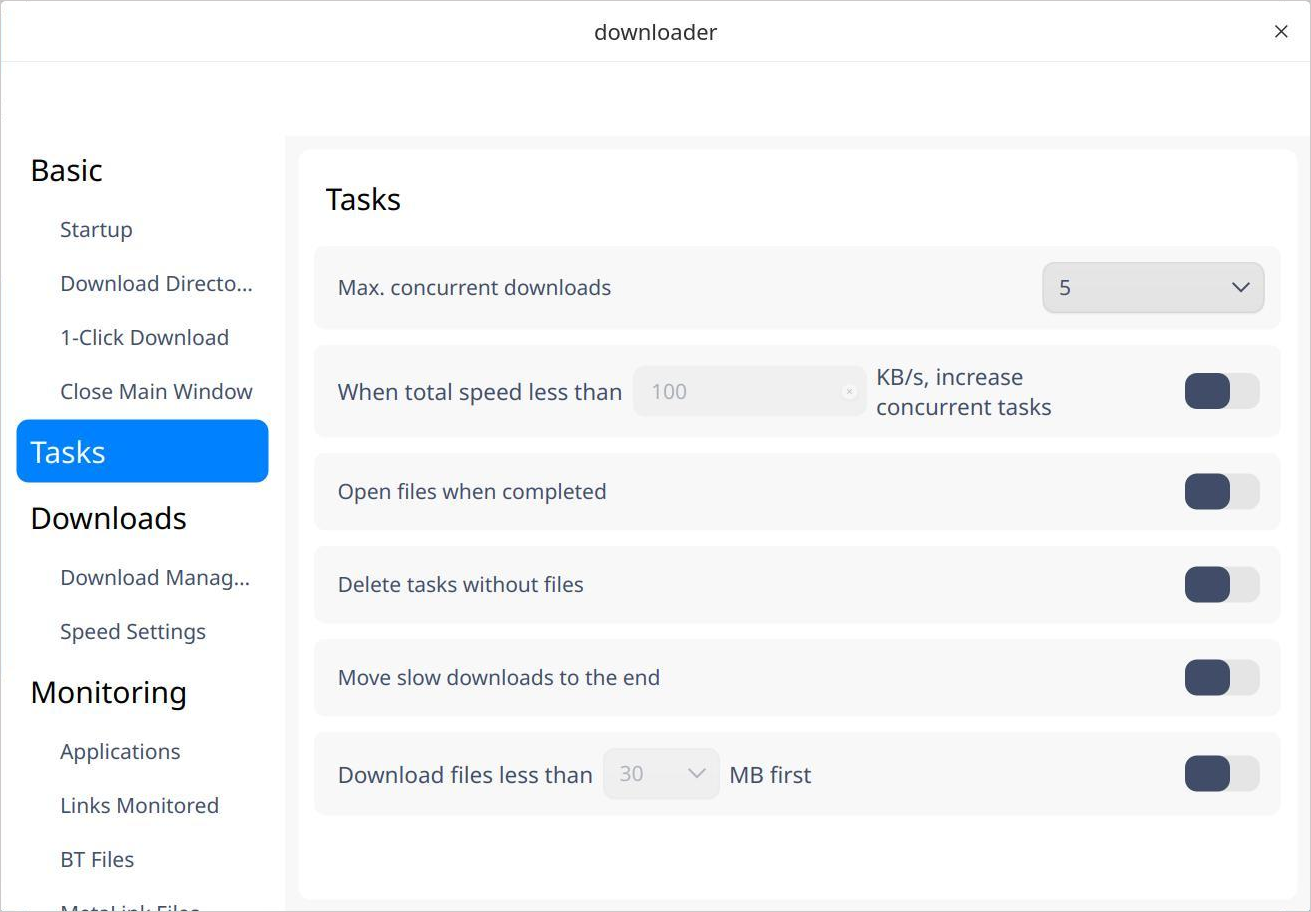 downloader
Basic
Startup
Download Directo...
1-Click Download
Close Main Window
Tasks
Downloads
Download Manag...
Speed Settings
Monitoring
Applications
Links Monitored
BT Files
MetaLink Files
Tasks
Max. concurrent downloads 5
When total speed less than 100 KB/s, increase
concurrent tasks
Open files when completed
Delete tasks without files
Move slow downloads to the end
Download files less than 30 MB first